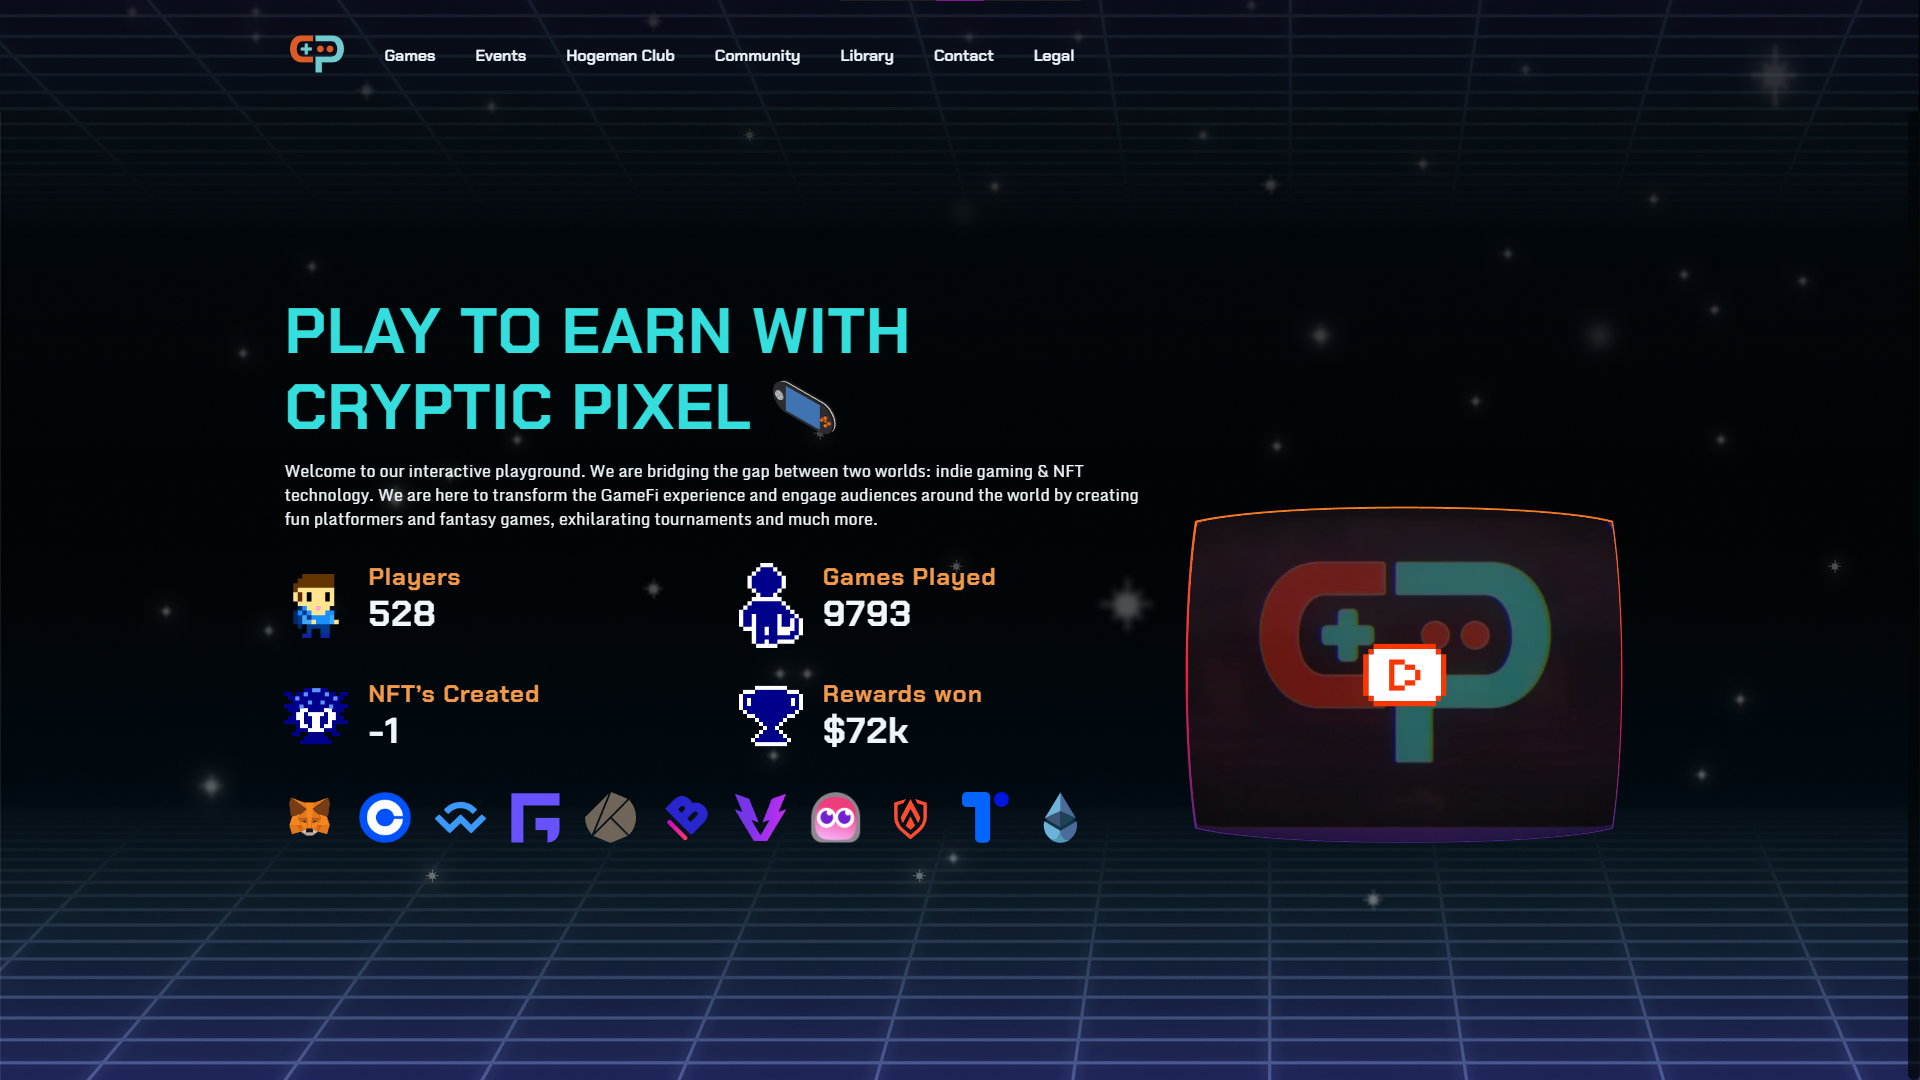 Games Events Hogeman Club Community Library Contact Legal
PLAY TO EARN WITH
CRYPTIC PIXEL
Welcome to our interactive playground. We are bridging the gap between two worlds: indie gaming & NFT
technology. We are here to transform the GameFi experience and engage audiences around the world by creating
fun platformers and fantasy games, exhilarating tournaments and much more.
Players
528
Games Played
9793
NFT's Created
-1
Rewards won
$72k